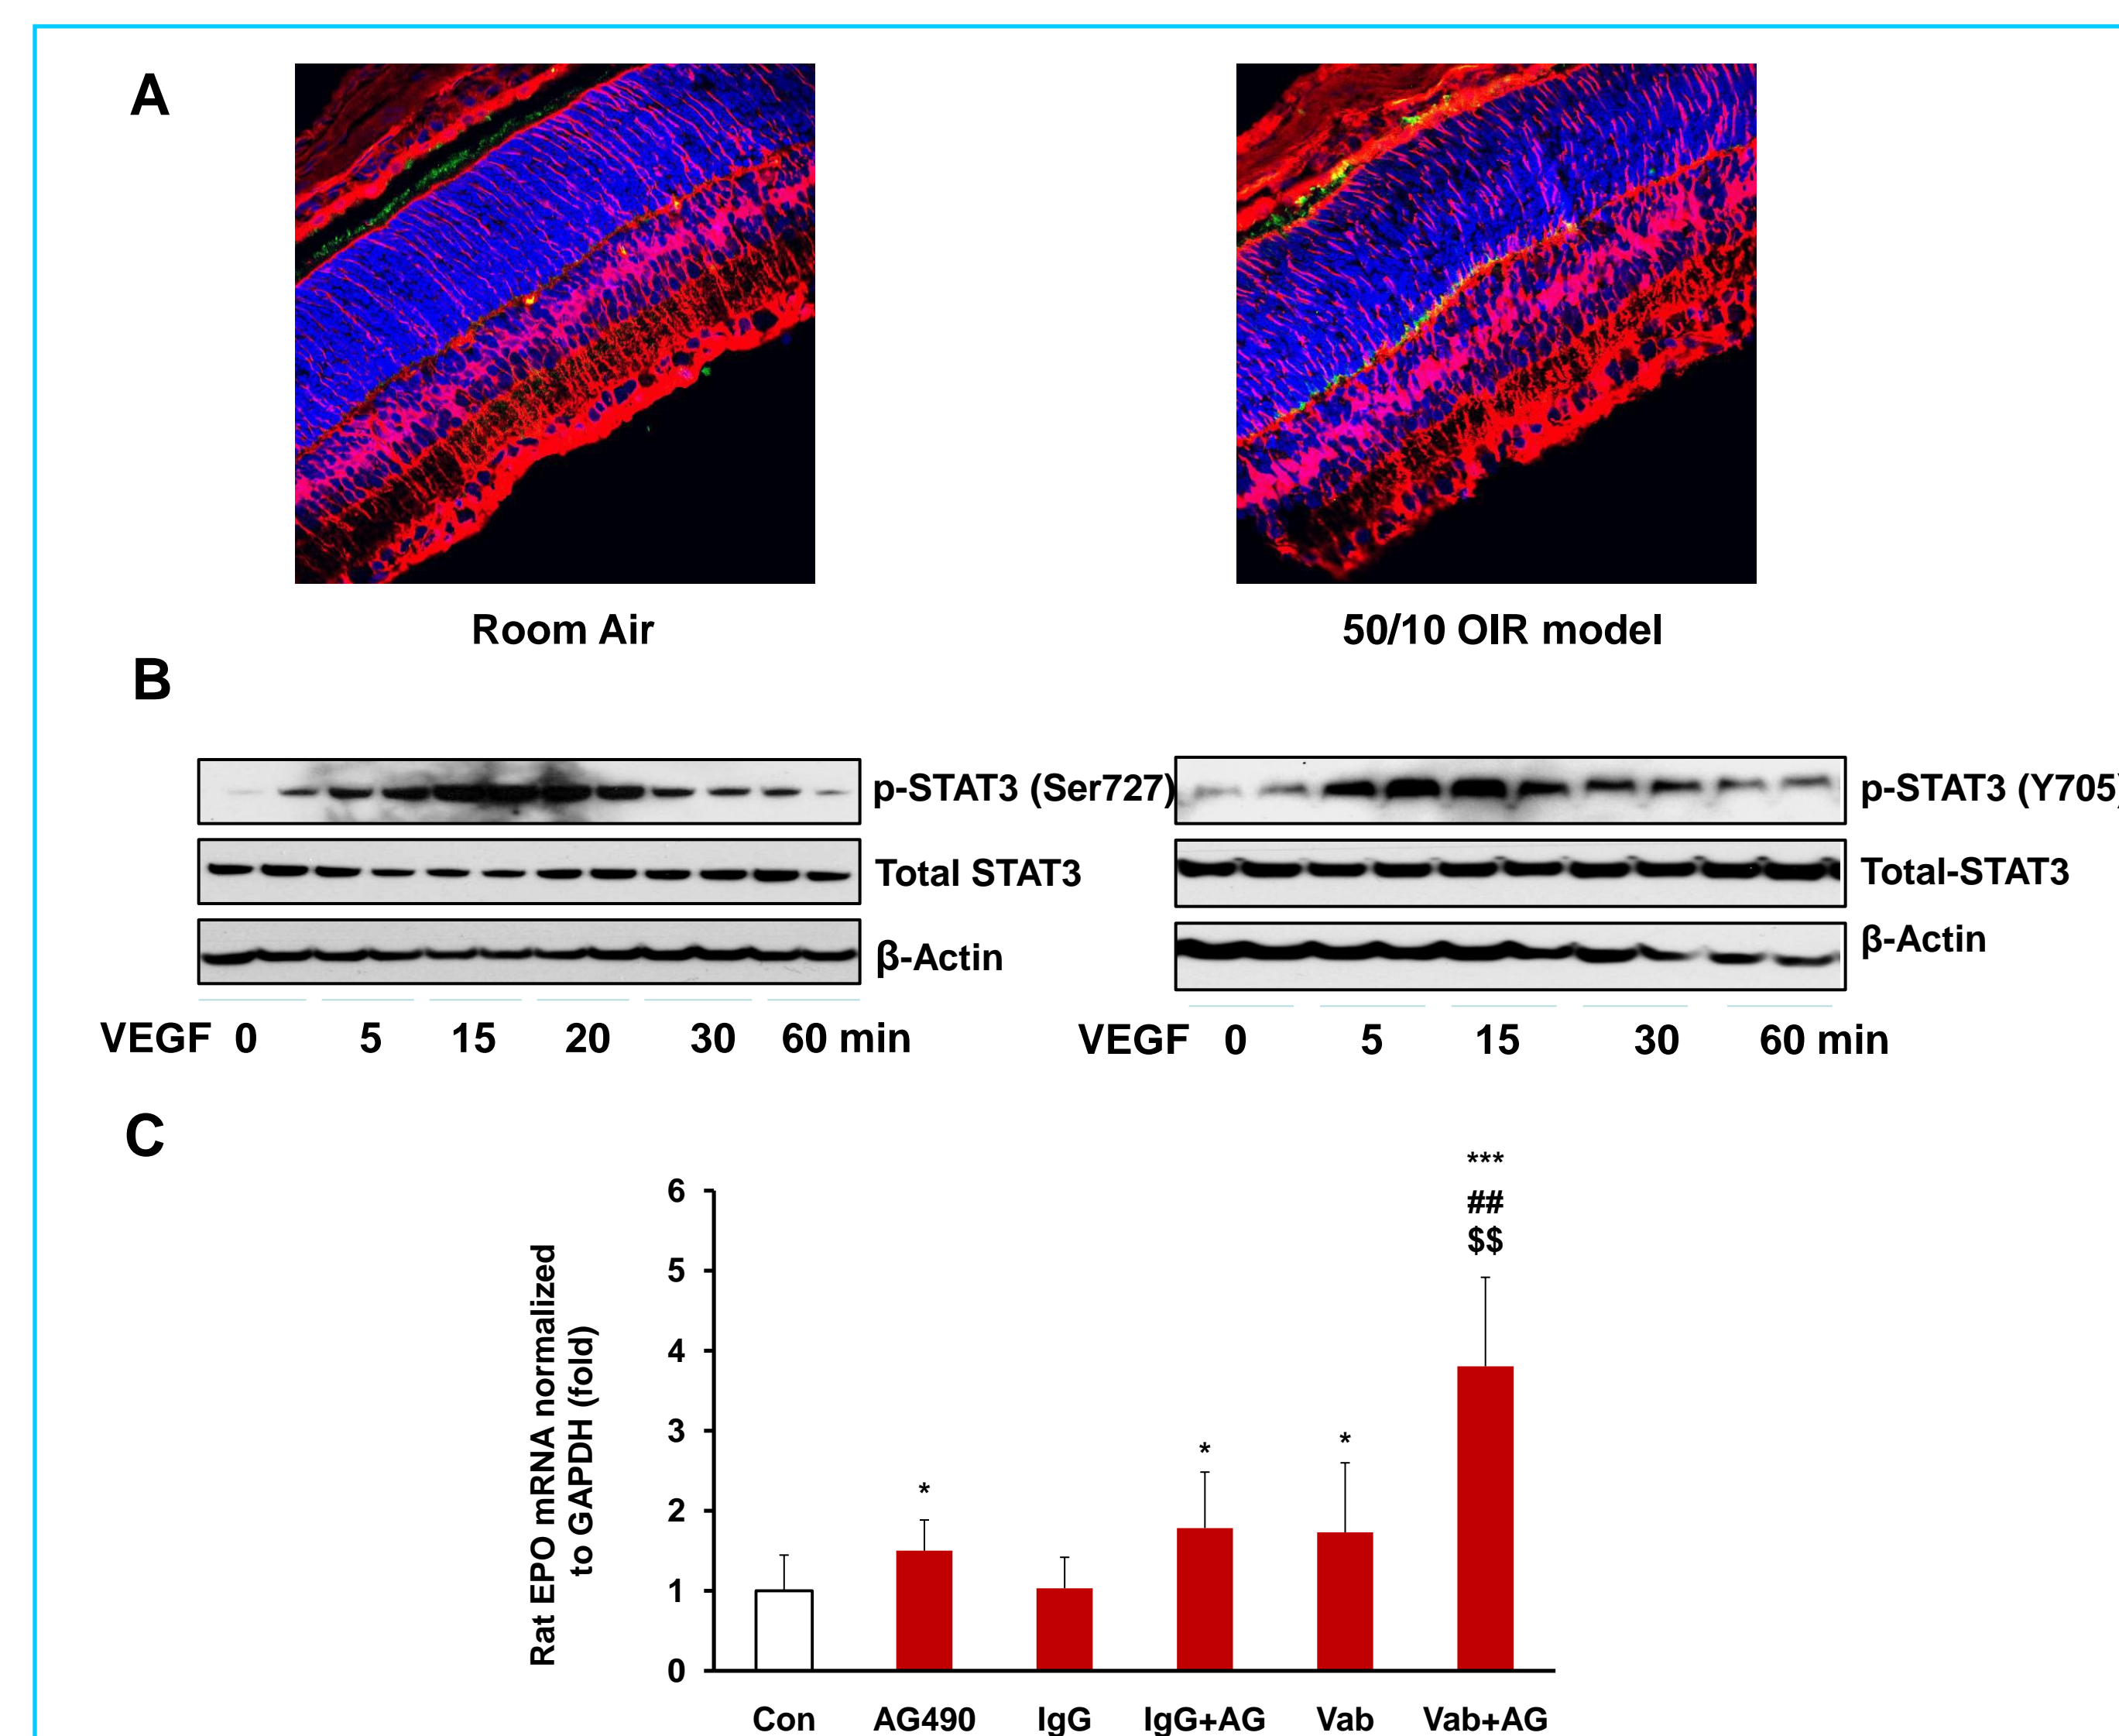 A
Room Air
50/10 OIR model
B
p-STAT3 (Ser727)
Total STAT3
β-Actin
VEGF 0 5 15 20 30 60 min
p-STAT3 (Y705)
Total-STAT3
β-Actin
VEGF 0 5 15 30 60 min
C
Rat EPO mRNA normalized
to GAPDH (fold)
6
5
4
3
2
1
0
*
*
*
***
##
$$
Con AG490 IgG IgG+AG Vab Vab+AG